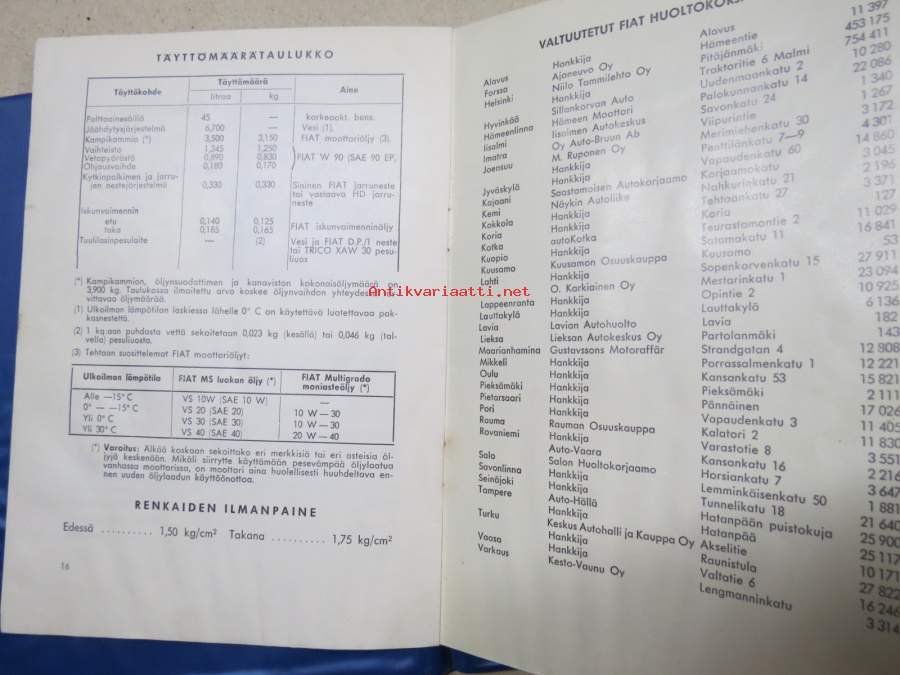 TÄYTTÖMÄÄRÄTAULUKKO
Täyttökohde Täyttömäärä Aine
litraa kg
Polttoainesäiliö 45 — korkeaokt. bens.
Jäähdytysjärjestelmä 6,700 — Vesi (1).
Kampikammio (*) 3,500 3,150 FIAT moottoriöljy (3).
Vaihteisto 1,345 1,250
Vetopyörästö 0,890 0,830 FIAT W 90 (SAE 90 EP)
Ohjausvaihde 0,180 0,170
Kytkinpolkimen ja jarru-
jen nestejärjestelmä 0,330 0,330 Sininen FIAT jarruneste
tai vastaava HD jarru-
neste
Iskunvaimennin
etu 0,140 0,125
taka 0,185 0,165 FIAT iskunvaimenninöljy
Tuulilasinpesulaite — (2) Vesi ja FIAT D.P./1 neste
tai TRICO XAW 30 pesu-
liuos
(*) Kampikammion, öljynsuodattimen ja kanaviston kokonaisöljymäärä on
3,900 kg. Taulukossa ilmoitettu arvo koskee öljynvaihdon yhteydessä
vittavaa öljymäärää.
(1) Ulkoilman lämpötilan laskiessa lähelle 0° C on käytettävä luotettavaa pak-
kasnestettä.
(2) 1 kg:aan puhdasta vettä sekoitetaan 0,023 kg (kesällä) tai 0,046 kg (tal-
vella) pesuliuosta.
(3) Tehtaan suosittelemat FIAT moottoriöljyt:
Ulkoilman lämpötila FIAT MS luokan öljy (*) FIAT Multigrado
moniasteöljy (*)
Alle —15° C VS 10W (SAE 10 W) —
0° — —15° C VS 20 (SAE 20) 10 W — 30
Yli 0° C VS 30 (SAE 30) 10 W — 30
Yli 30° C VS 40 (SAE 40) 20 W — 40
(*) Varoitus: Älkää koskaan sekoittako eri merkkisiä tai eri asteisia öl-
jyjä keskenään. Mikäli siirrytte käyttämään pesevämpää öljylaatua
vanhassa moottorissa, on moottori aina huolellisesti huuhdeltava en-
nen uuden öljylaadun käyttöönottoa.
RENKAIDEN ILMANPAINE
Edessä .......... 1,50 kg/cm² Takana .......... 1,75 kg/cm²
16
Antikvariaatti.net
VALTUUTETUT FIAT HUOLTOKORJ
Alavus Hankkija Alavus 11 397
Forssa Ajoneuvo Oy Hämeentie 453 175
Helsinki Niilo Tammilehto Oy Pitäjänmäki 754 411
Hankkija Traktoritie 6 Malmi 10 280
Hyvinkää Sillankorvan Auto Uudenmaankatu 2 22 086
Hämeenlinna Hämeen Moottori Palokunnankatu 14 1 340
Iisalmi Iisalmen Autokeskus Savonkatu 24 1 267
Imatra Oy Auto-Bruun Ab Viipurintie 3 172
Joensuu M. Ruponen Oy Merimiehenkatu 30 4 301
Hankkija Penttilänkatu 7—9 14 860
Jyväskylä Hankkija Vapaudenkatu 60 3 045
Kajaani Saastamoisen Autokorjaamo Korjaamokatu 2 196
Kemi Näykin Autoliike Nahkurinkatu 21 3 371
Kokkola Hankkija Tehtaankatu 27 127
Koria Hankkija Koria 11 029
Kotka autoKotka Teurastamontie 2 16 841
Kuopio Hankkija Satamakatu 11 53
Kuusamo Kuusamon Osuuskauppa Kuusamo 27 911
Lahti Hankkija Sopenkorvenkatu 15 23 094
O. Karkiainen Oy Mestarinkatu 1 10 925
Lappeenranta Hankkija Opintie 2 6 136
Lauttakylä Hankkija Lauttakylä 182
Lavia Lavian Autohuolto Lavia 143
Lieksa Lieksan Autokeskus Oy Partolanmäki 12 808
Maarianhamina Gustavssons Motoraffär Strandgatan 4 12 221
Mikkeli Hankkija Porrassalmenkatu 1 15 821
Oulu Hankkija Kansankatu 53 2 111
Pieksämäki Hankkija Pieksämäki 17 026
Pietarsaari Hankkija Pännäinen 11 405
Pori Hankkija Vapaudenkatu 3 11 830
Rauma Rauman Osuuskauppa Kalatori 2 3 551
Rovaniemi Hankkija Varastotie 8 2 216
Auto-Vaara Kansankatu 16 3 647
Salo Salon Huoltokorjaamo Horsiankatu 7 1 881
Savonlinna Hankkija Lemminkäisenkatu 50 21 640
Seinäjoki Hankkija Tunnelikatu 18 25 900
Tampere Auto-Hällä Hatanpään puistokuja 25 117
Hankkija Hatanpää 10 171
Turku Keskus Autohalli ja Kauppa Oy Akselitie 27 822
Hankkija Raunistula 16 246
Vaasa Hankkija Valtatie 6 3 314
Varkaus Kesto-Vaunu Oy Lengmanninkatu